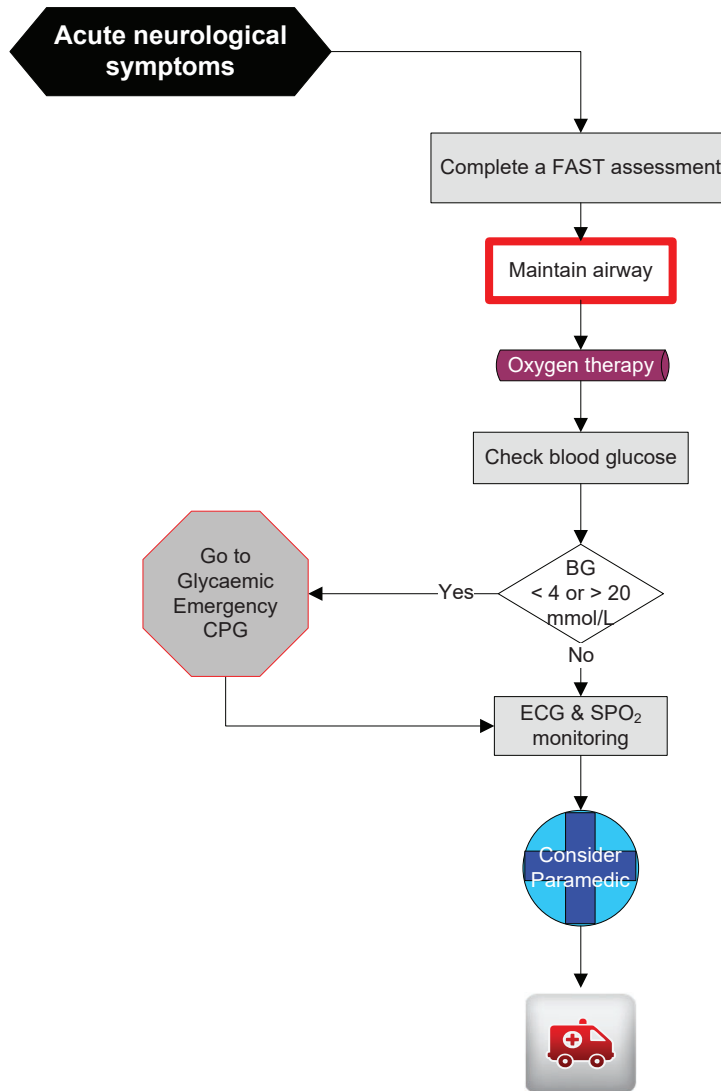 Acute neurological
symptoms
Complete a FAST assessment
Maintain airway
Oxygen therapy
Check blood glucose
BG
< 4 or > 20
mmol/L
Yes
Go to
Glycaemic
Emergency
CPG
No
ECG & SPO₂
monitoring
Consider
Paramedic